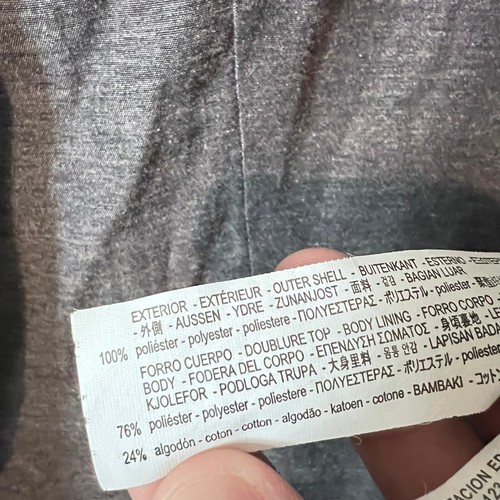 EXTERIOR - EXTÉRIEUR - OUTER SHELL - BUITENKANT - ESTERNO -
- 外側 - AUSSEN - YDRE - ZUNANJOST - 面料 - 겉감 - BAGIAN LUAR
100% poliéster - polyester - poliestere - ΠΟΛΥΕΣΤΕΡΑΣ - ポリエステル - poliester -
FORRO CUERPO - DOUBLURE TOP - BODY LINING - FORRO CORPO
BODY - FODERA DEL CORPO - ΕΠΕΝΔΥΣΗ ΣΩΜΑΤΟΣ - 身頃裏地 -
KJOLEFOR - PODLOGA TRUPA - 大身里料 - 몸통 안감 - LAPISAN
76% poliéster - polyester - poliestere - ΠΟΛΥΕΣΤΕΡΑΣ - ポリエステル - polyester
24% algodón - coton - cotton - algodão - katoen - cotone - BAMBAKI - コットン